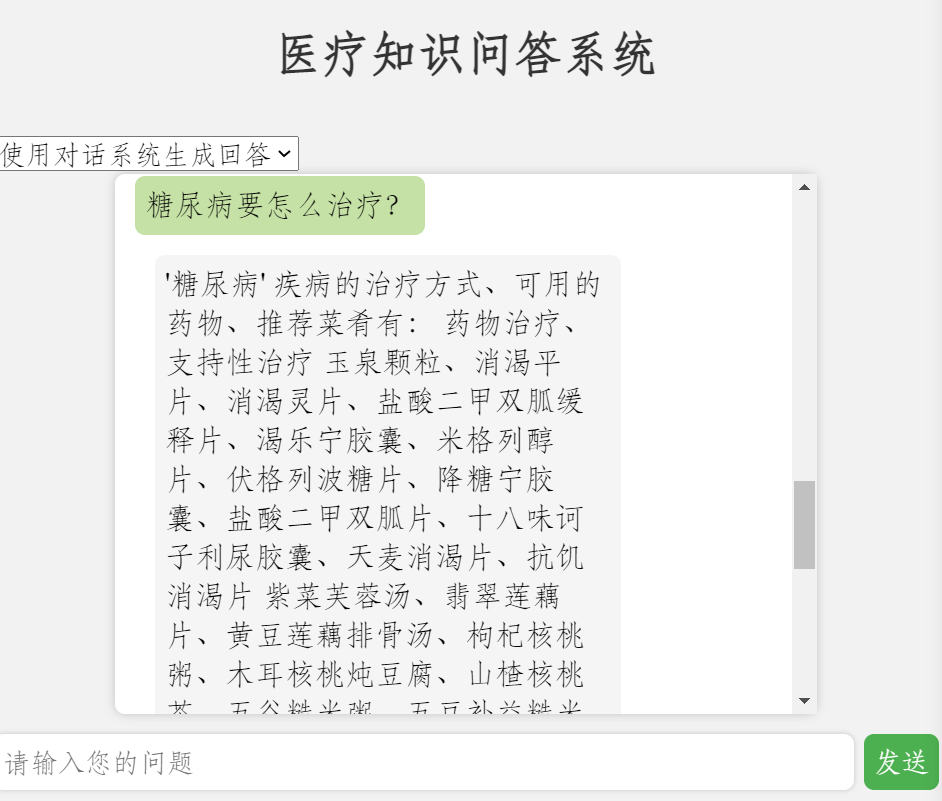 医疗知识问答系统
使用对话系统生成回答
糖尿病要怎么治疗？
'糖尿病' 疾病的治疗方式、可用的
药物、推荐菜肴有： 药物治疗、
支持性治疗 玉泉颗粒、消渴平
片、消渴灵片、盐酸二甲双胍缓
释片、渴乐宁胶囊、米格列醇
片、伏格列波糖片、降糖宁胶
囊、盐酸二甲双胍片、十八味诃
子利尿胶囊、天麦消渴片、抗饥
消渴片 紫菜芙蓉汤、翡翠莲藕
片、黄豆莲藕排骨汤、枸杞核桃
粥、木耳核桃炖豆腐、山楂核桃
茶、五谷糙米粥、五豆补益糙米
请输入您的问题
发送